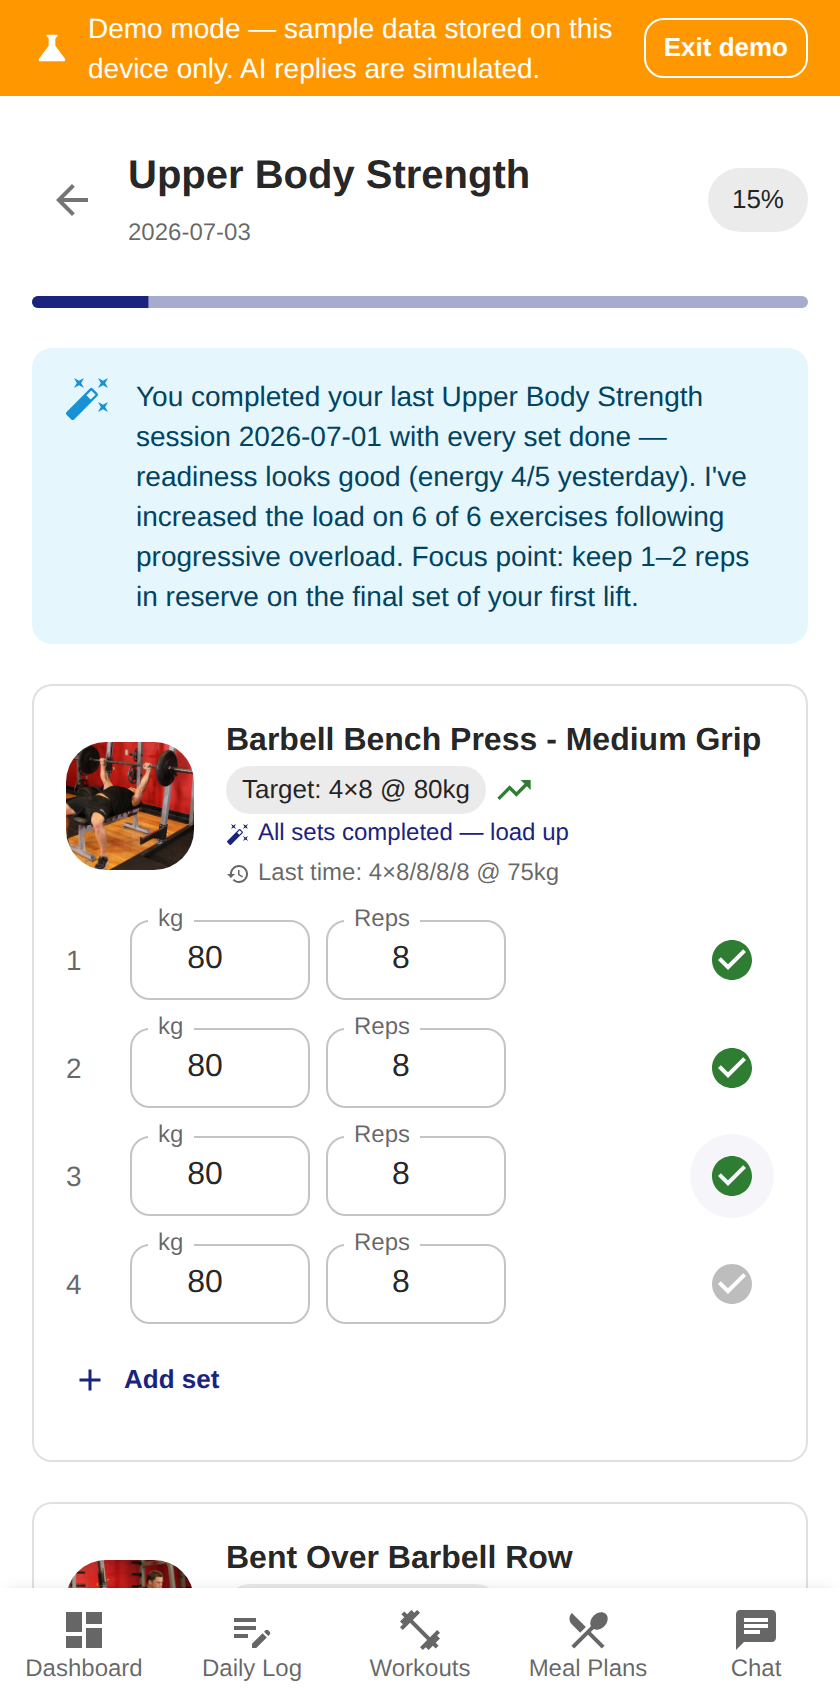 Demo mode — sample data stored on this
device only. AI replies are simulated.
Exit demo
Upper Body Strength
2026-07-03
15%
You completed your last Upper Body Strength
session 2026-07-01 with every set done —
readiness looks good (energy 4/5 yesterday). I've
increased the load on 6 of 6 exercises following
progressive overload. Focus point: keep 1–2 reps
in reserve on the final set of your first lift.
Barbell Bench Press - Medium Grip
Target: 4×8 @ 80kg
All sets completed — load up
Last time: 4×8/8/8/8 @ 75kg
kg Reps
1 80 8
kg Reps
2 80 8
kg Reps
3 80 8
kg Reps
4 80 8
Add set
Bent Over Barbell Row
Dashboard Daily Log Workouts Meal Plans Chat